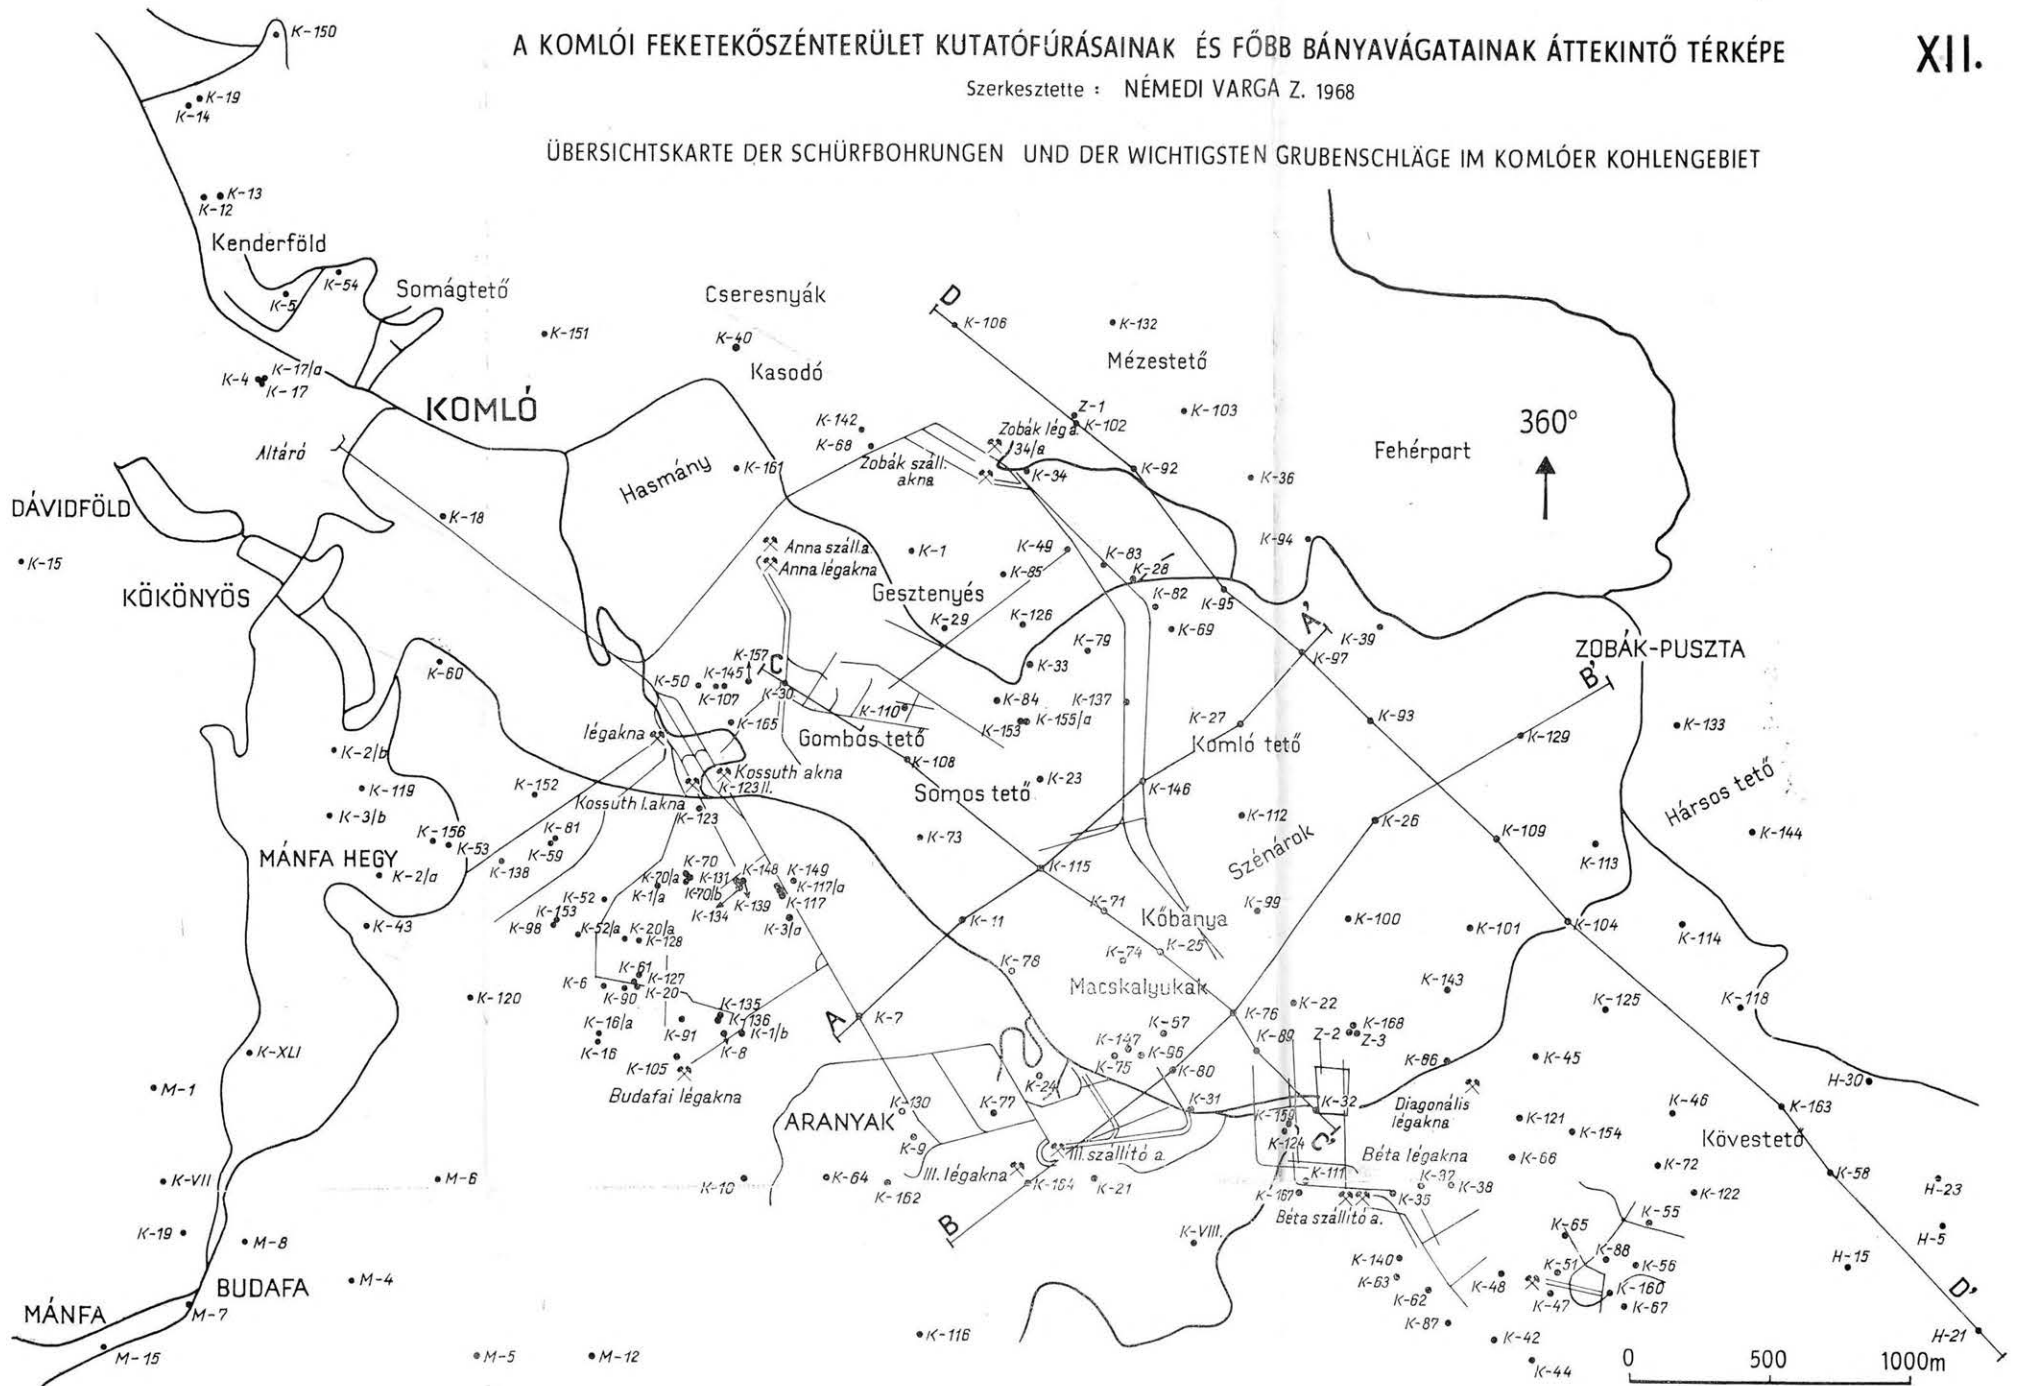 A KOMLÓI FEKETEKŐSZÉNTERÜLET KUTATÓFÚRÁSAINAK ÉS FŐBB BÁNYAVÁGATAINAK ÁTTEKINTŐ TÉRKÉPE
XII.
Szerkesztette : NÉMEDI VARGA Z. 1968
ÜBERSICHTSKARTE DER SCHÜRFBOHRUNGEN UND DER WICHTIGSTEN GRUBENSCHLÄGE IM KOMLÓER KOHLENGEBIET
K-150
K-19
K-14
K-13
K-12
Kenderföld
K-54
K-5
Somágtető
Cseresnyák
D
K-106
K-132
K-151
K-40
Kasodó
Mézestető
K-17/a
K-4
K-17
KOMLÓ
K-142
K-68
Z-1
K-102
K-103
360°
Altáró
Hasmány
K-161
Zobák lég a.
34/a
Zobák száll.
akna
K-34
K-92
K-36
Fehérpart
DÁVIDFÖLD
K-18
K-15
Anna száll.a.
Anna légakna
K-1
K-49
K-83
K-94
KÖKÖNYÖS
K-85
K-28
Gesztenyés
K-82
K-95
K-29
K-126
K-69
A'
K-39
K-79
K-97
ZOBÁK-PUSZTA
K-60
K-157
C
K-33
B'
K-50
K-145
K-107
K-30
K-84
K-137
K-110
K-165
K-153
K-155/a
K-27
K-93
K-133
légakna
Gombás tető
Komló tető
K-129
K-2/b
K-108
Kossuth akna
K-123 II.
K-119
K-152
Somos tető
K-23
K-146
Hársos tető
Kossuth l.akna
K-123
K-3/b
K-112
K-26
K-156
K-81
K-73
K-109
K-144
K-53
K-59
Szénárok
K-113
MÁNFA HEGY
K-138
K-2/a
K-70
K-148
K-149
K-115
K-70/a
K-131
K-117/a
K-52
K-1/a
K-70/b
K-139
K-117
K-71
K-99
K-153
K-134
Kőbánya
K-98
K-52/a
K-20/a
K-3/a
K-11
K-100
K-101
K-104
K-43
K-128
K-25
K-114
K-74
K-61
K-78
K-6
K-127
K-143
K-90
K-20
Macskalyukak
K-120
K-135
K-22
K-125
K-118
K-16/a
K-136
A
K-7
K-76
K-91
K-1/b
K-57
K-168
K-16
K-8
K-89
Z-2
Z-3
K-XLI
K-147
K-96
K-86
K-45
K-105
K-75
K-80
M-1
Budafai légakna
K-24
H-30
K-130
K-77
K-31
K-32
Diagonális
légakna
K-46
K-163
ARANYAK
K-159
K-121
K-9
K-124
C'
K-154
Kövestető
III. szállító a.
Béta légakna
K-66
III. légakna
K-72
K-VII
M-6
K-10
K-64
K-162
K-164
K-21
K-111
K-37
K-38
K-58
K-167
K-35
K-122
H-23
Béta szállító a.
K-19
B
K-VIII.
K-55
K-65
H-5
M-8
K-140
K-88
H-15
M-4
K-63
K-51
K-56
BUDAFA
K-48
K-62
K-47
K-160
D'
MÁNFA
M-7
K-67
K-87
K-116
K-42
H-21
M-15
M-5
M-12
K-44
0 500 1000m